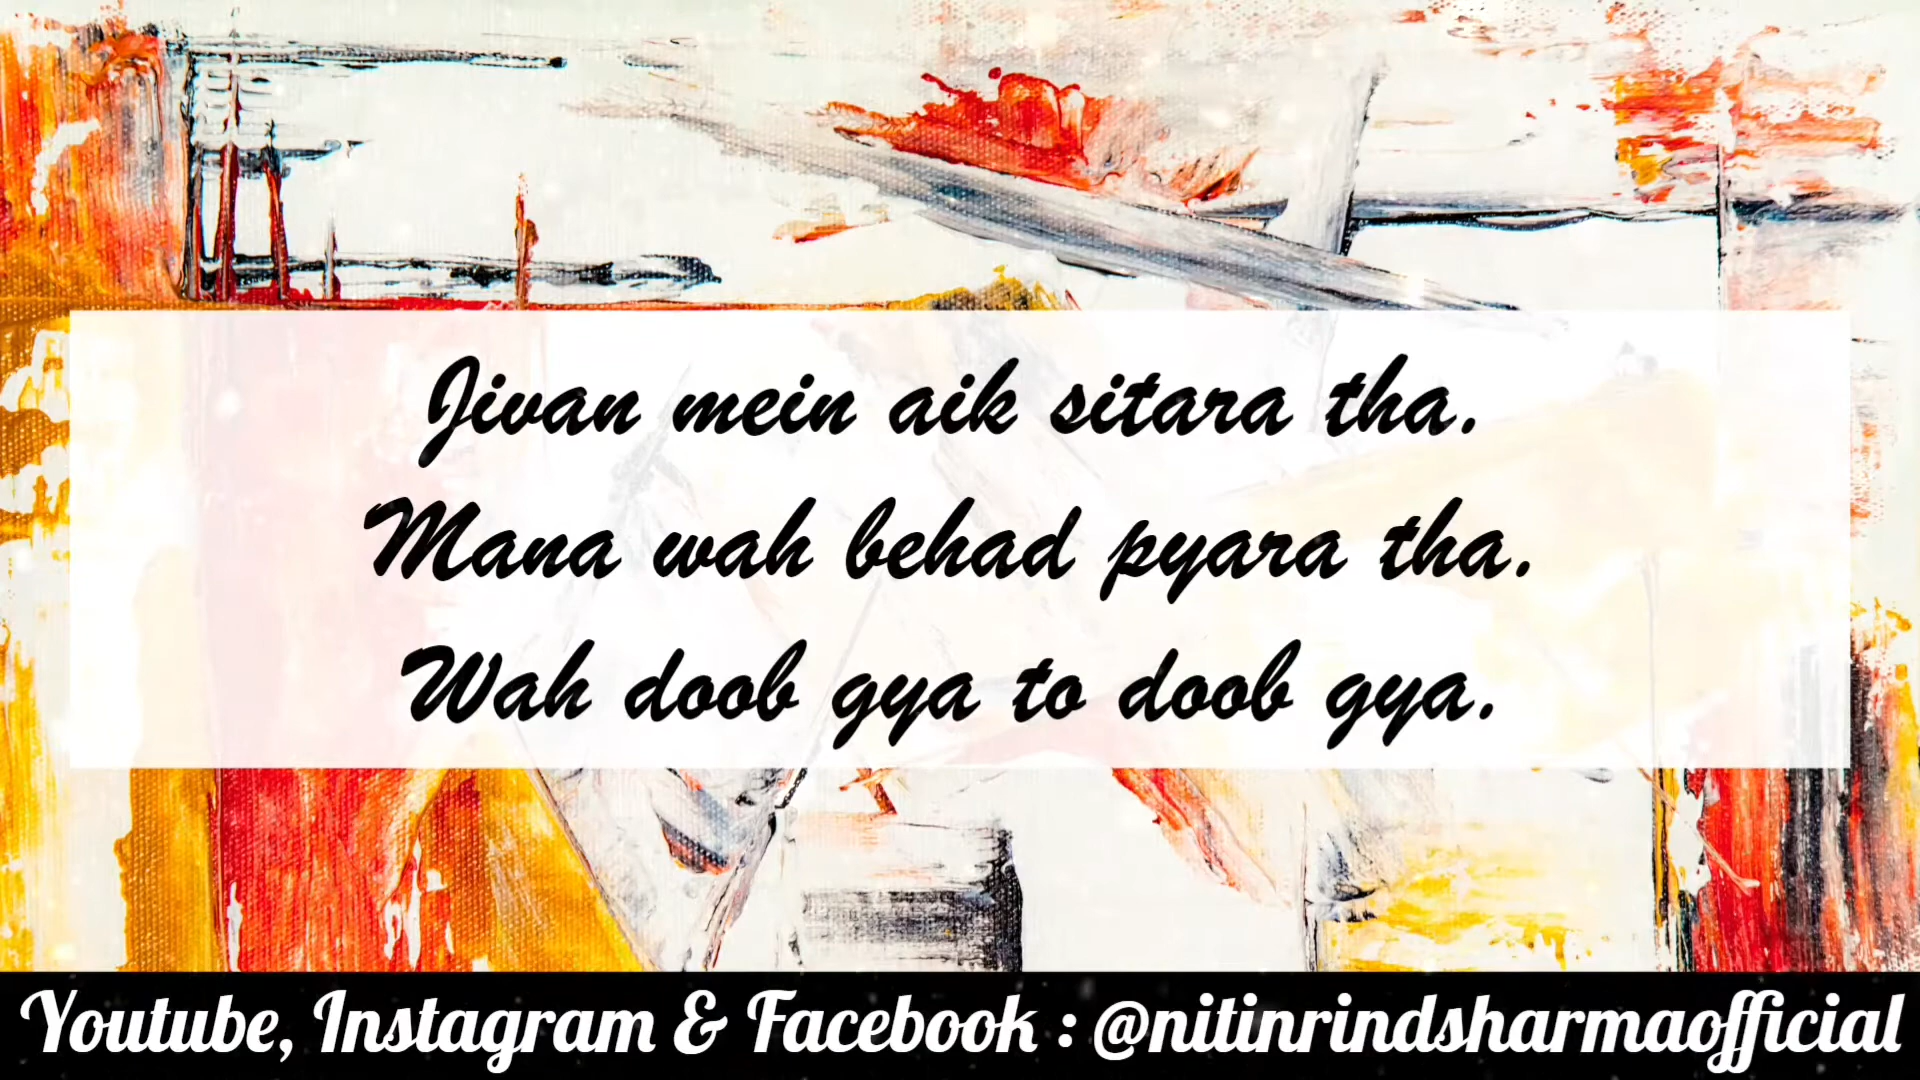 Jivan mein aik sitara tha.
Mana wah behad pyara tha.
Wah doob gya to doob gya.
Youtube, Instagram & Facebook : @nitinrindsharmaofficial